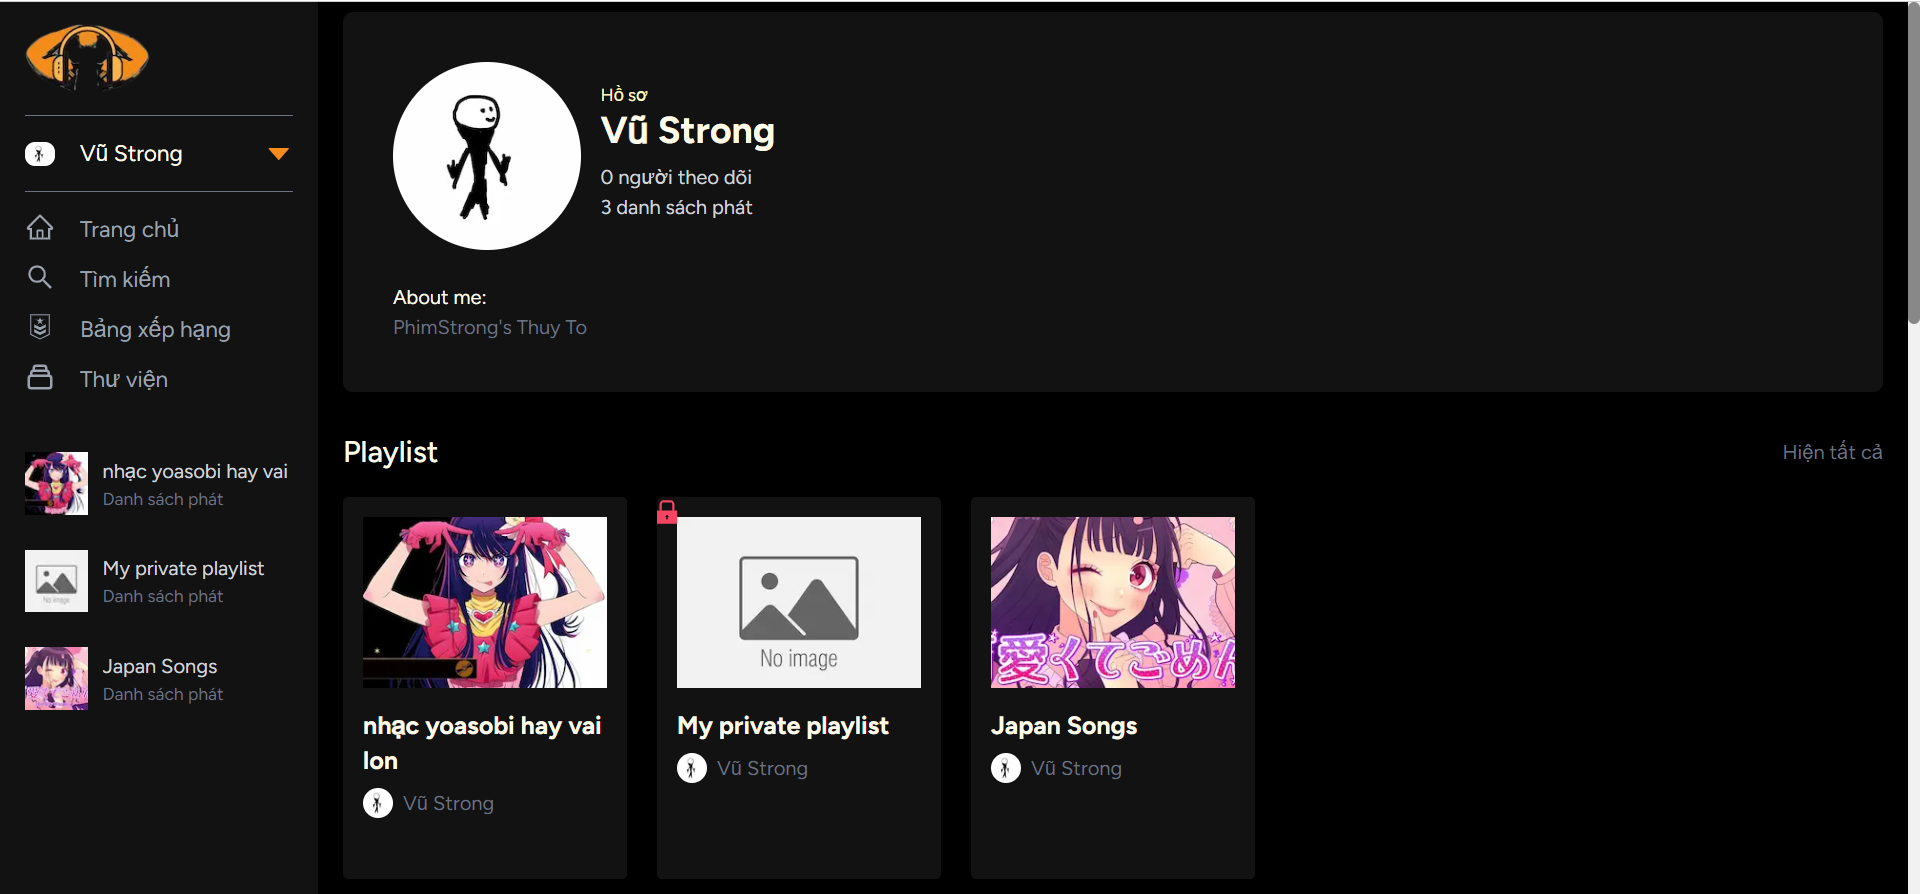 Vũ Strong
Trang chủ
Tìm kiếm
Bảng xếp hạng
Thư viện
nhạc yoasobi hay vai
Danh sách phát
My private playlist
Danh sách phát
Japan Songs
Danh sách phát
Hồ sơ
Vũ Strong
0 người theo dõi
3 danh sách phát
About me:
PhimStrong's Thuy To
Playlist
Hiện tất cả
nhạc yoasobi hay vai
lon
Vũ Strong
No image
My private playlist
Vũ Strong
愛くてごめん
Japan Songs
Vũ Strong